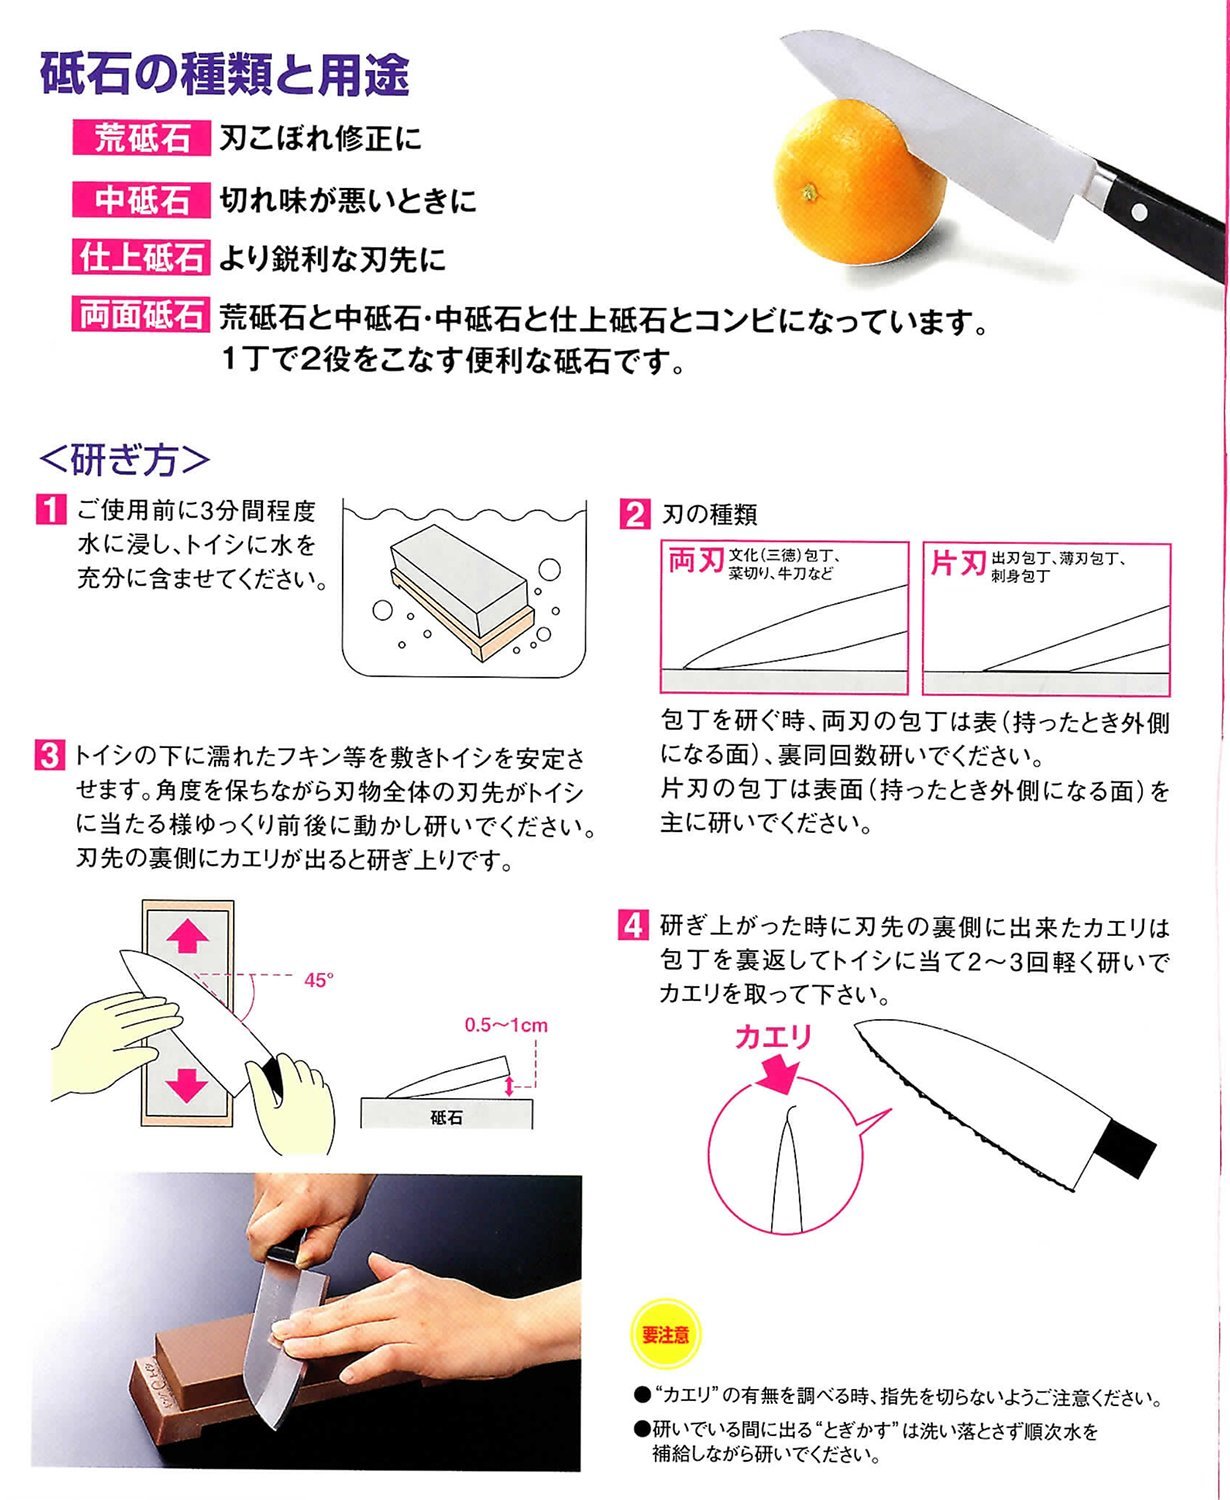 砥石の種類と用途
荒砥石 刃こぼれ修正に
中砥石 切れ味が悪いときに
仕上砥石 より鋭利な刃先に
両面砥石 荒砥石と中砥石・中砥石と仕上砥石とコンビになっています。
1丁で2役をこなす便利な砥石です。
＜研ぎ方＞
1 ご使用前に3分間程度
水に浸し、トイシに水を
充分に含ませてください。
2 刃の種類
両刃 文化（三徳）包丁、
菜切り、牛刀など
片刃 出刃包丁、薄刃包丁、
刺身包丁
包丁を研ぐ時、両刃の包丁は表（持ったとき外側
になる面）、裏同回数研いでください。
片刃の包丁は表面（持ったとき外側になる面）を
主に研いでください。
3 トイシの下に濡れたフキン等を敷きトイシを安定さ
せます。角度を保ちながら刃物全体の刃先がトイシ
に当たる様ゆっくり前後に動かし研いでください。
刃先の裏側にカエリが出ると研ぎ上りです。
45°
0.5〜1cm
砥石
4 研ぎ上がった時に刃先の裏側に出来たカエリは
包丁を裏返してトイシに当て2〜3回軽く研いで
カエリを取って下さい。
カエリ
要注意
●“カエリ”の有無を調べる時、指先を切らないようご注意ください。
●研いでいる間に出る“とぎかす”は洗い落とさず順次水を
補給しながら研いでください。